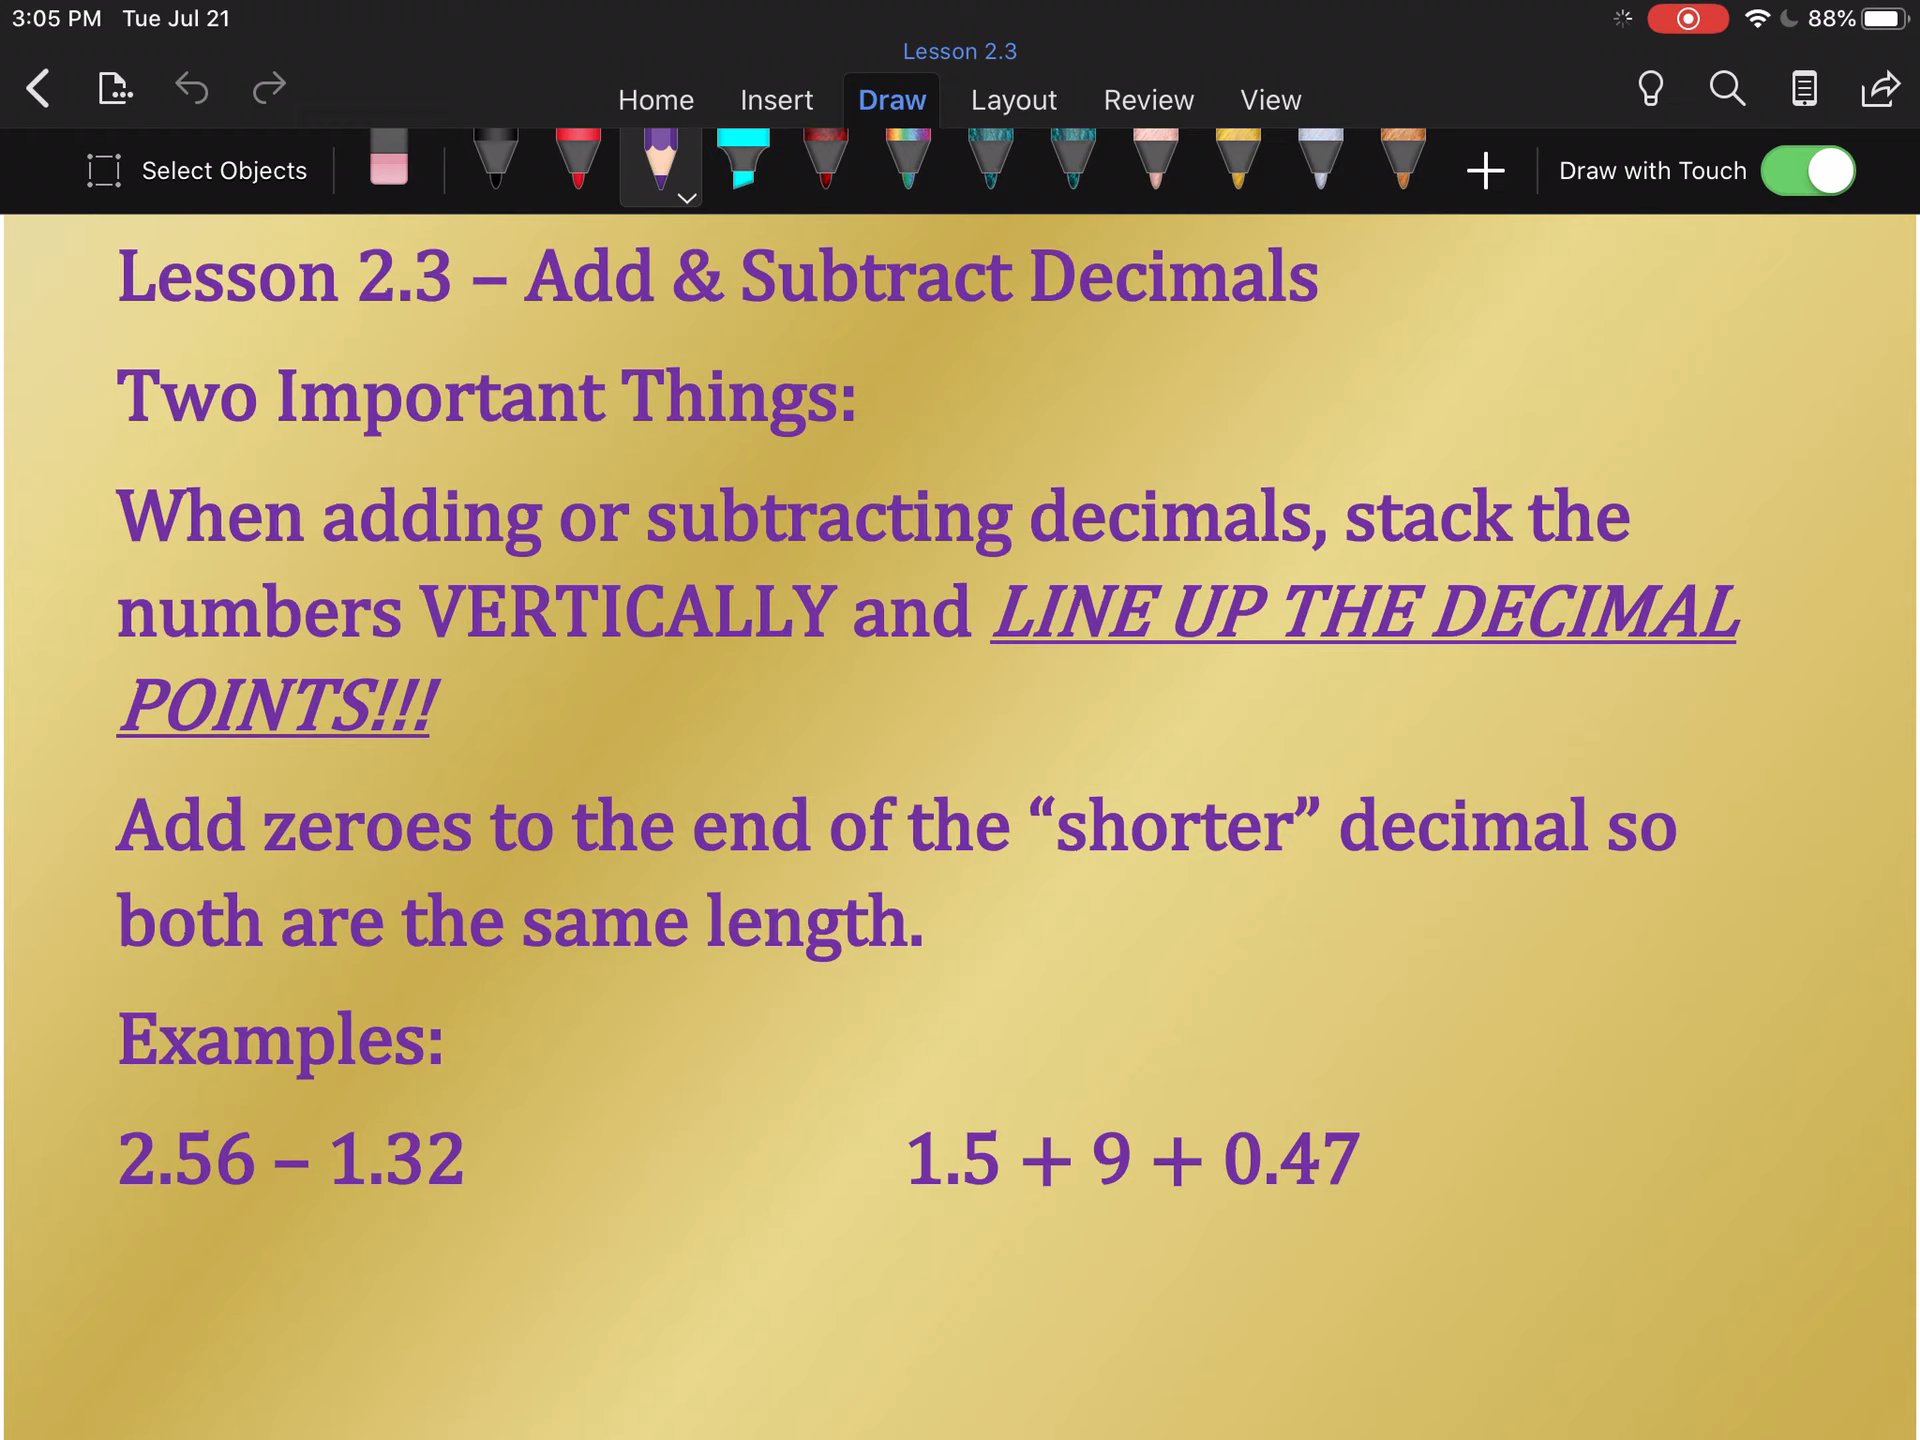 3:05 PM Tue Jul 21 88%
Lesson 2.3
Home Insert Draw Layout Review View
Select Objects Draw with Touch
Lesson 2.3 – Add & Subtract Decimals
Two Important Things:
When adding or subtracting decimals, stack the
numbers VERTICALLY and LINE UP THE DECIMAL
POINTS!!!
Add zeroes to the end of the “shorter” decimal so
both are the same length.
Examples:
2.56 – 1.32 1.5 + 9 + 0.47